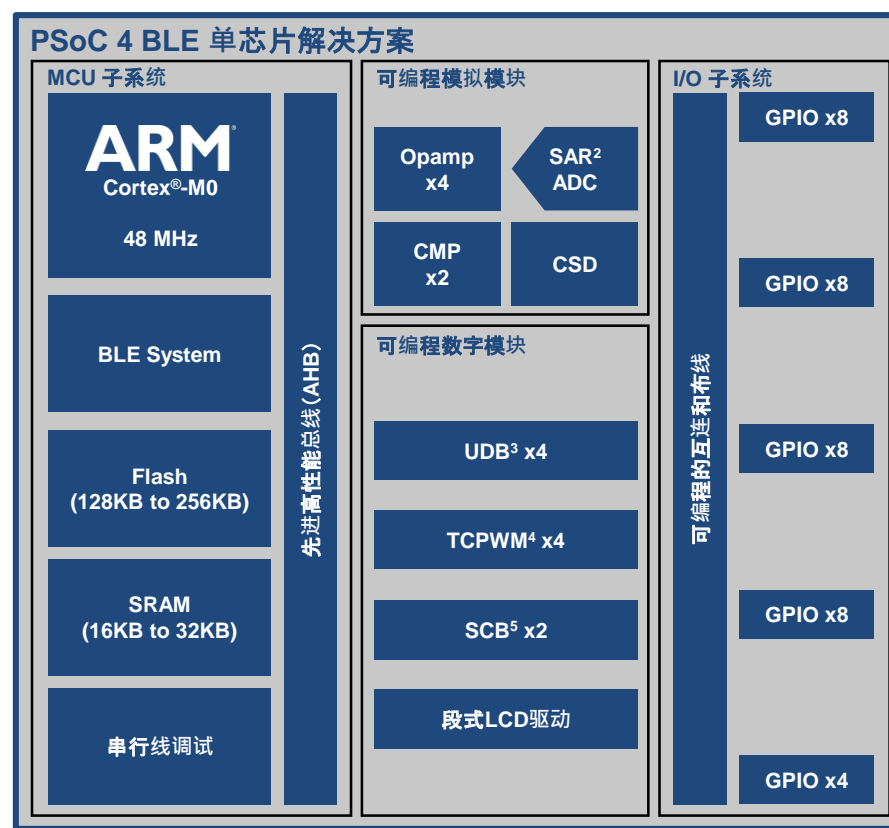 PSoC 4 BLE 单芯片解决方案
MCU 子系统
ARM®
Cortex®-M0
48 MHz
BLE System
Flash
(128KB to 256KB)
SRAM
(16KB to 32KB)
串行线调试
先进高性能总线(AHB)
可编程模拟模块
Opamp
x4
SAR²
ADC
CMP
x2
CSD
可编程数字模块
UDB³ x4
TCPWM⁴ x4
SCB⁵ x2
段式LCD驱动
I/O 子系统
可编程的互连和布线
GPIO x8
GPIO x8
GPIO x8
GPIO x8
GPIO x4